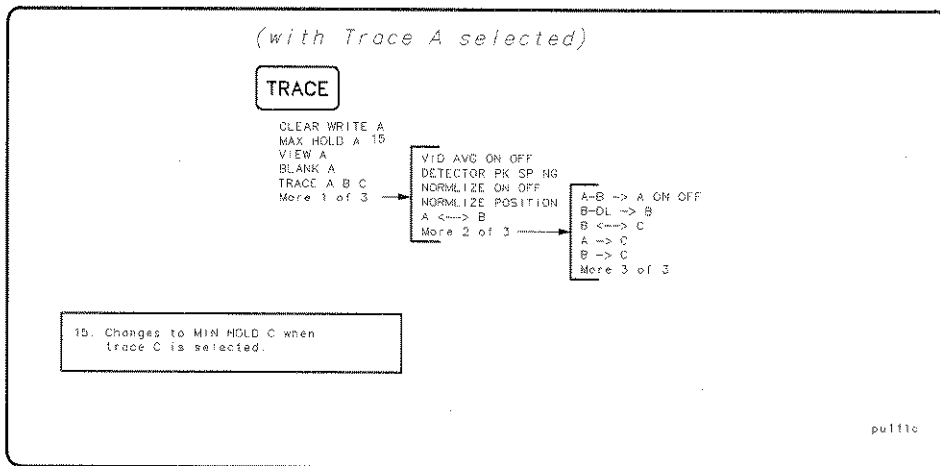 (with Trace A selected)
TRACE
CLEAR WRITE A
MAX HOLD A 15
VIEW A
BLANK A
TRACE A B C
More 1 of 3
VID AVG ON OFF
DETECTOR PK SP NG
NORMLIZE ON OFF
NORMLIZE POSITION
A <--> B
More 2 of 3
A-B -> A ON OFF
B-DL -> B
B <--> C
A -> C
B -> C
More 3 of 3
15. Changes to MIN HOLD C when
trace C is selected.
pu1f1c